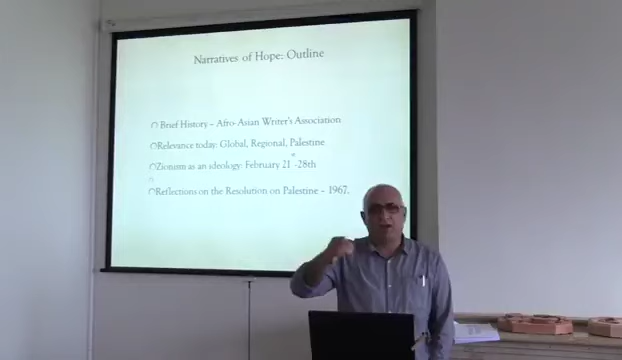 Narratives of Hope: Outline
Brief History – Afro-Asian Writer's Association
Relevance today: Global, Regional, Palestine
Zionism as an ideology: February 21 -28th
Reflections on the Resolution on Palestine – 1967.